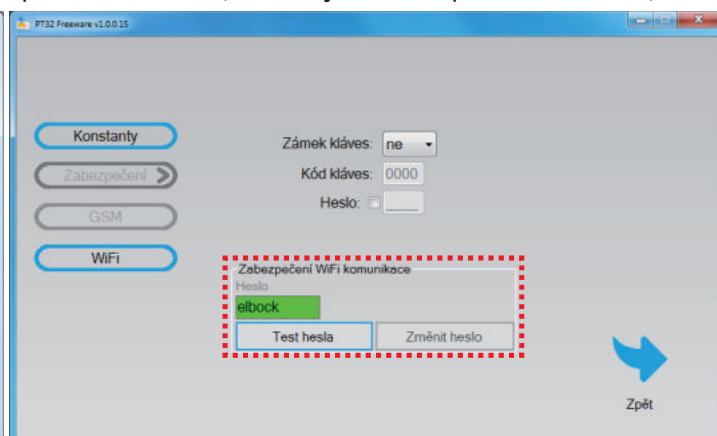 PT32 Freeware v1.0.0.15
Konstanty
Zabezpečení
GSM
WiFi
Zámek kláves: ne
Kód kláves: 0000
Heslo: ____
Zabezpečení WiFi komunikace
Heslo
elbock
Test hesla
Změnit heslo
Zpět